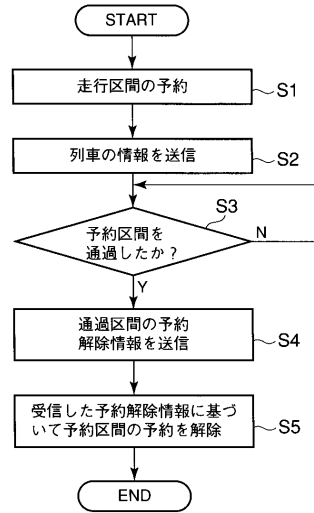 START
走行区間の予約
S1
列車の情報を送信
S2
S3
予約区間を
通過したか？
N
Y
通過区間の予約
解除情報を送信
S4
受信した予約解除情報に基づ
いて予約区間の予約を解除
S5
END